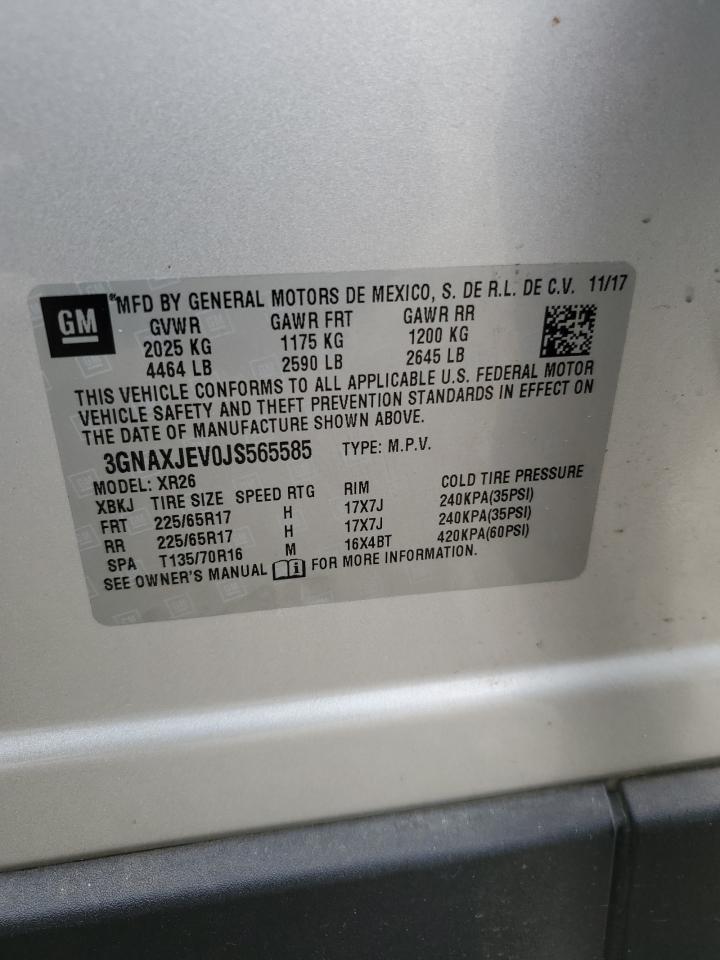 GM
MFD BY GENERAL MOTORS DE MEXICO, S. DE R.L. DE C.V. 11/17
GVWR GAWR FRT GAWR RR
2025 KG 1175 KG 1200 KG
4464 LB 2590 LB 2645 LB
THIS VEHICLE CONFORMS TO ALL APPLICABLE U.S. FEDERAL MOTOR
VEHICLE SAFETY AND THEFT PREVENTION STANDARDS IN EFFECT ON
THE DATE OF MANUFACTURE SHOWN ABOVE.
3GNAXJEV0JS565585 TYPE: M.P.V.
MODEL: XR26
XBKJ TIRE SIZE SPEED RTG RIM COLD TIRE PRESSURE
FRT 225/65R17 H 17X7J 240KPA(35PSI)
RR 225/65R17 H 17X7J 240KPA(35PSI)
SPA T135/70R16 M 16X4BT 420KPA(60PSI)
SEE OWNER'S MANUAL FOR MORE INFORMATION.